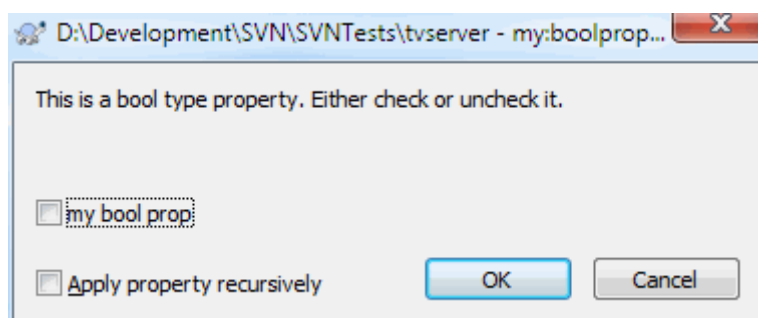 D:\Development\SVN\SVNTests\tvserver - my:boolprop...
This is a bool type property. Either check or uncheck it.
my bool prop
Apply property recursively
OK
Cancel